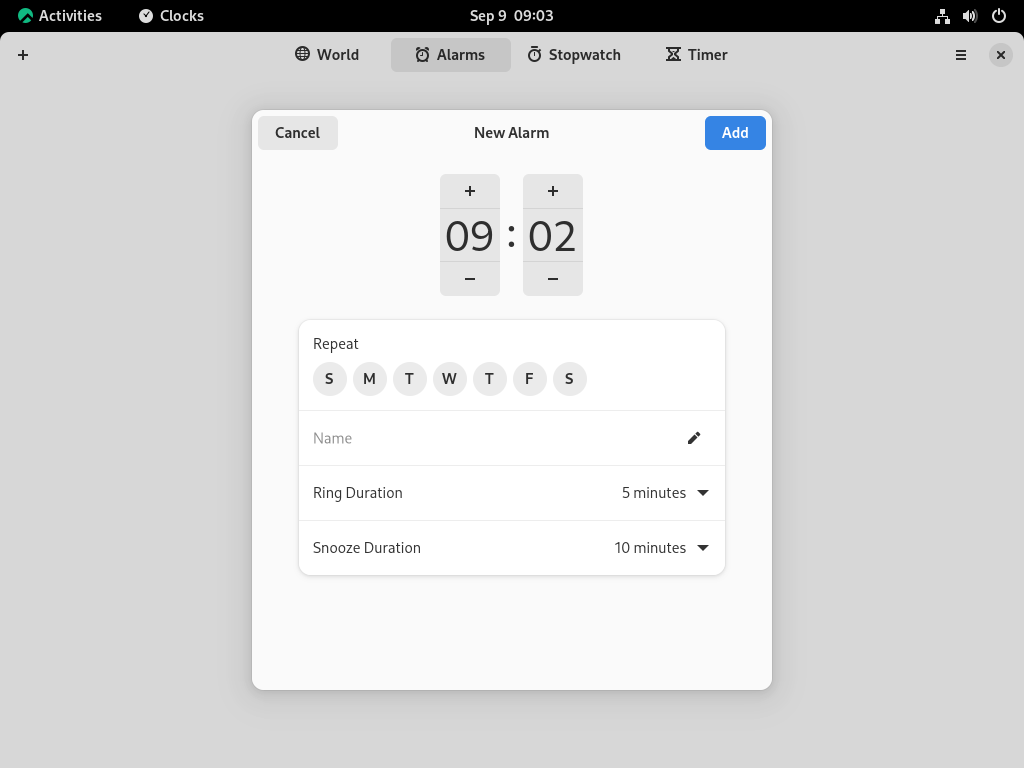 Activities Clocks Sep 9 09:03
World Alarms Stopwatch Timer
Cancel New Alarm Add
+ +
09 : 02
− −
Repeat
S M T W T F S
Name
Ring Duration 5 minutes
Snooze Duration 10 minutes